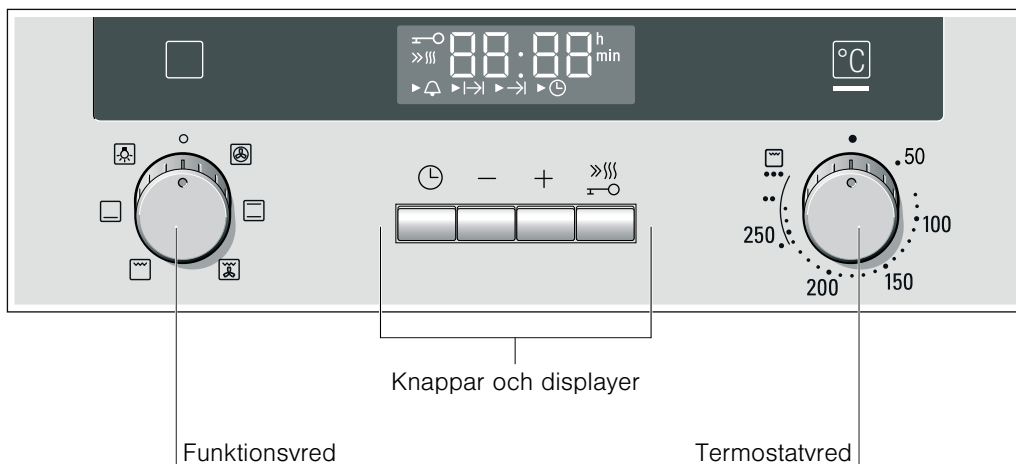 88:88 h
min
°C
50
100
150
200
250
Knappar och displayer
Funktionsvred
Termostatvred